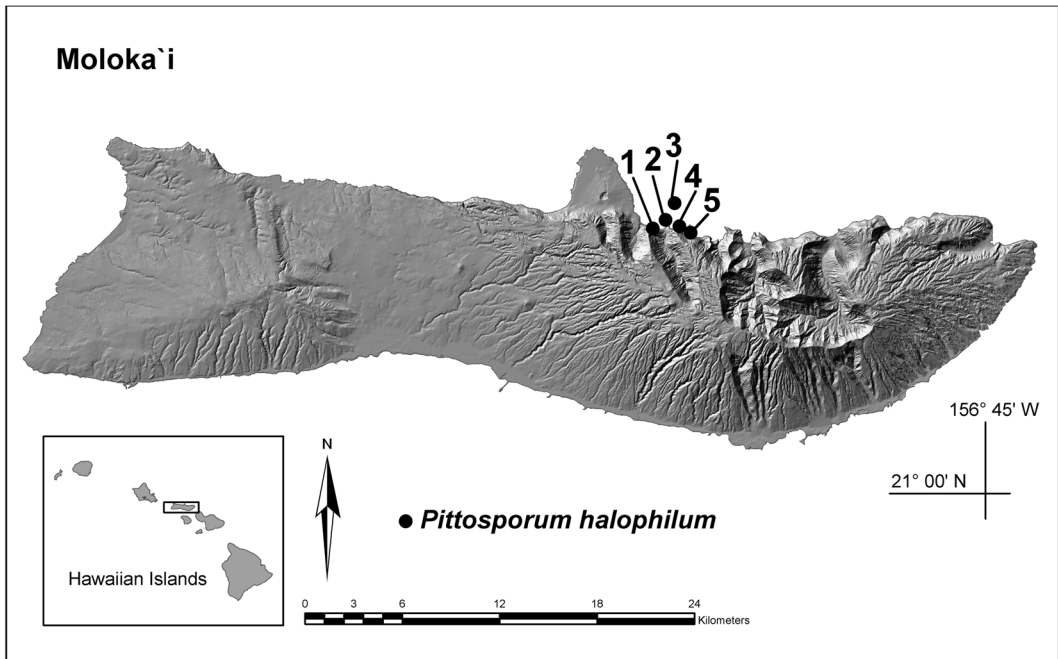 Moloka`i
3
2
1
4
5
156° 45' W
21° 00' N
N
Pittosporum halophilum
Hawaiian Islands
0 3 6 12 18 24
Kilometers